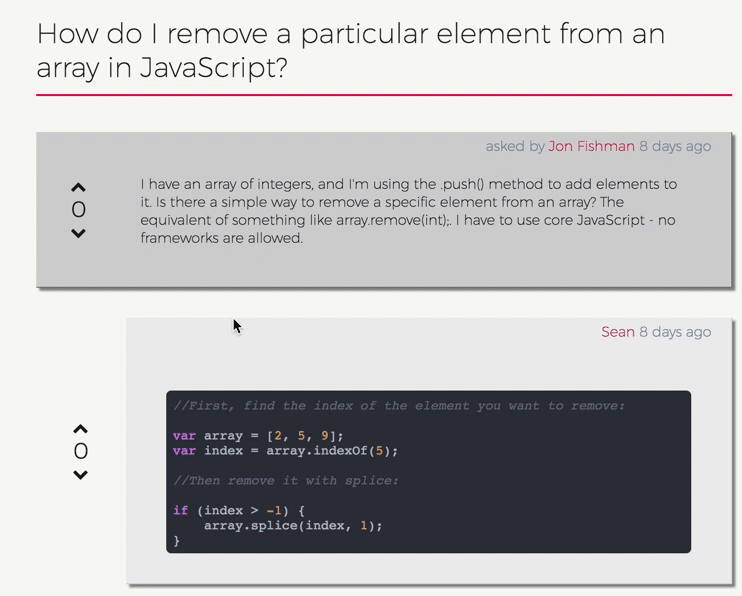 How do I remove a particular element from an
array in JavaScript?
asked by Jon Fishman 8 days ago
0
I have an array of integers, and I'm using the .push() method to add elements to
it. Is there a simple way to remove a specific element from an array? The
equivalent of something like array.remove(int);. I have to use core JavaScript - no
frameworks are allowed.
Sean 8 days ago
0
//First, find the index of the element you want to remove:
var array = [2, 5, 9];
var index = array.indexOf(5);
//Then remove it with splice:
if (index > -1) {
    array.splice(index, 1);
}